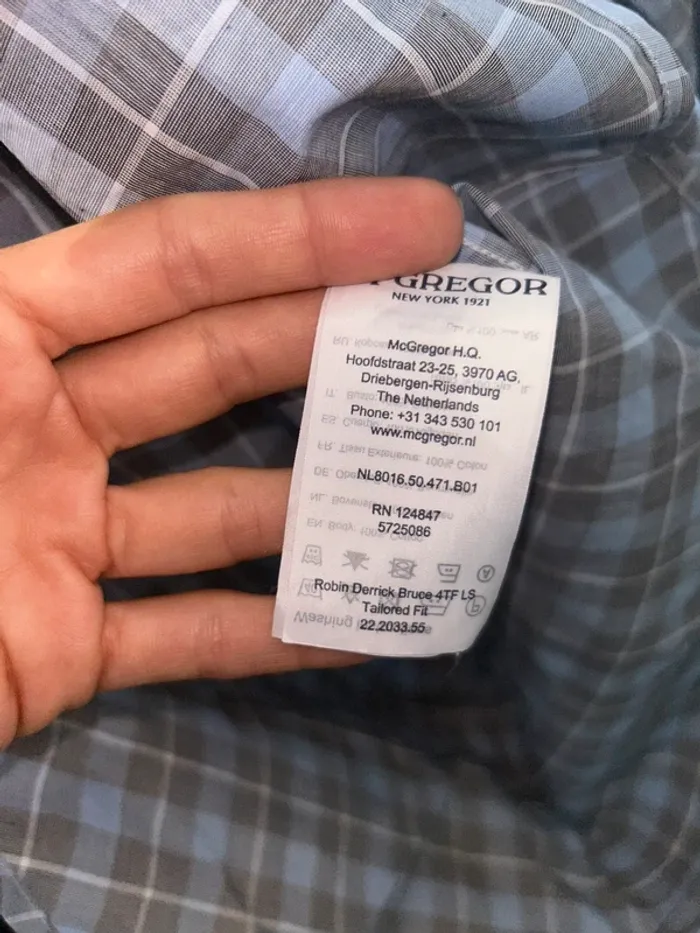 GREGOR
NEW YORK 1921
McGregor H.Q.
Hoofdstraat 23-25, 3970 AG,
Driebergen-Rijsenburg
The Netherlands
Phone: +31 343 530 101
www.mcgregor.nl
NL8016.50.471.B01
RN 124847
5725086
Robin Derrick Bruce 4TF LS
Tailored Fit
22.2033.55